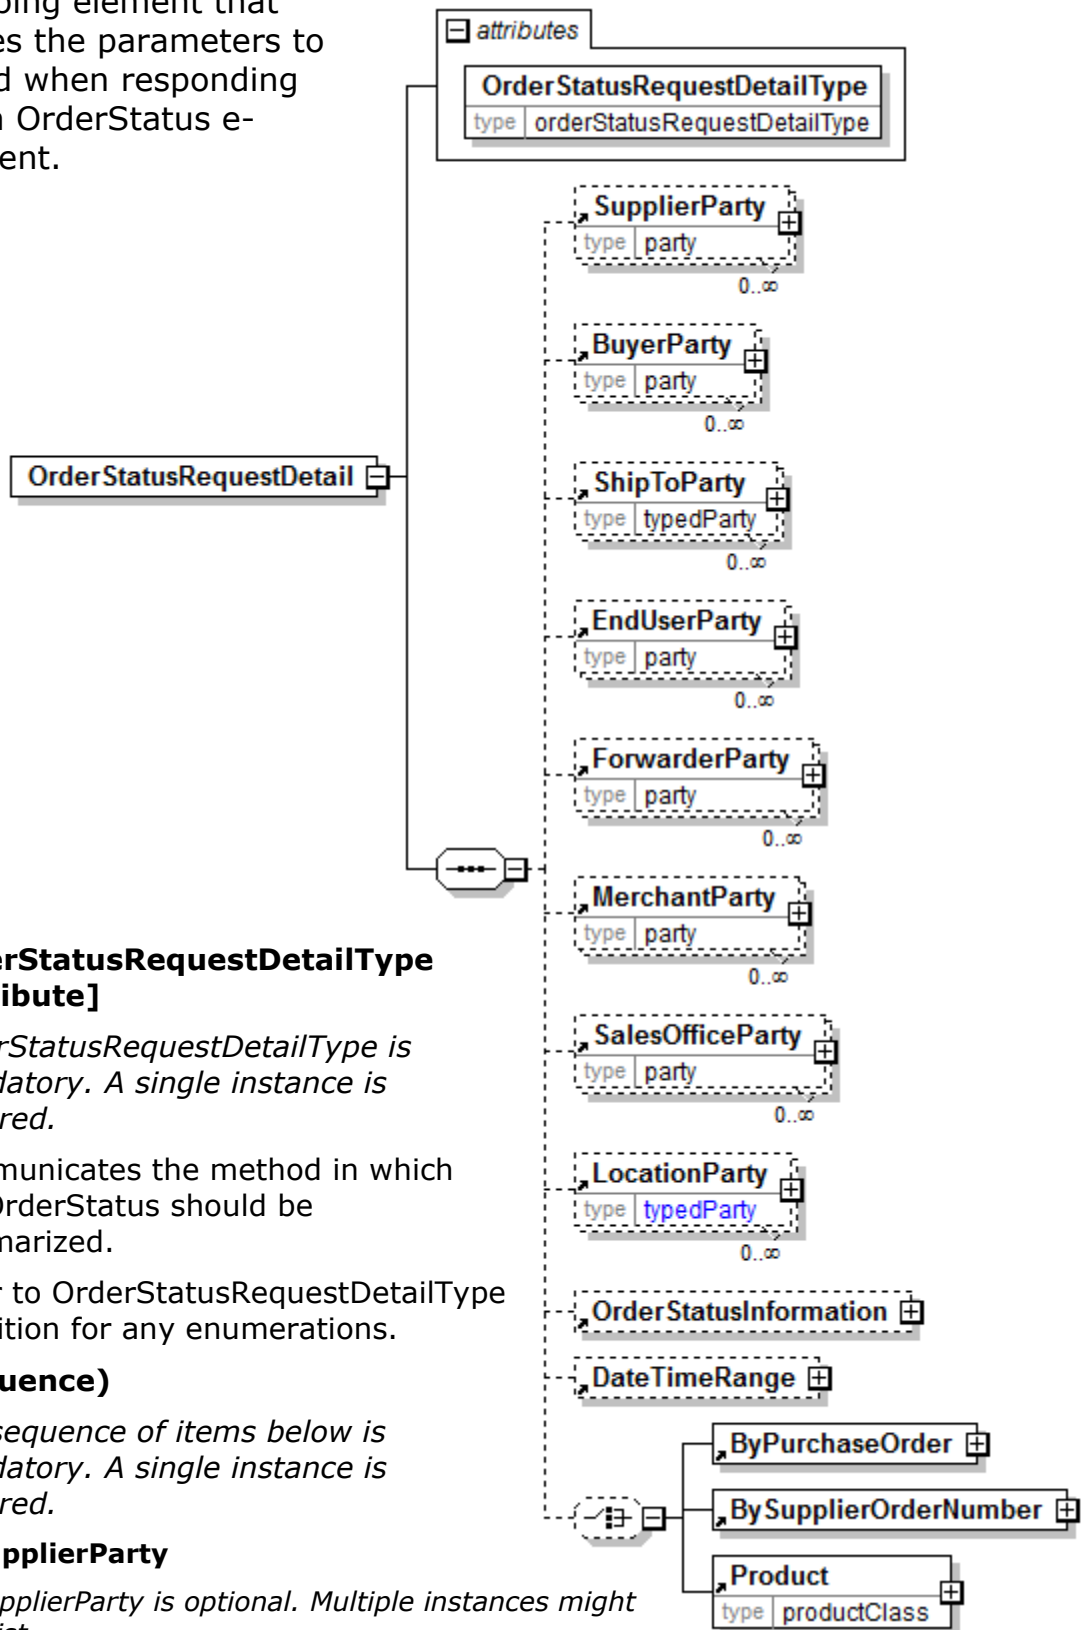 element that
the parameters to
when responding
OrderStatus e-
attributes
OrderStatusRequestDetailType
type orderStatusRequestDetailType
SupplierParty
type party
0..∞
BuyerParty
type party
0..∞
OrderStatusRequestDetail
ShipToParty
type typedParty
0..∞
EndUserParty
type party
0..∞
ForwarderParty
type party
0..∞
MerchantParty
type party
0..∞
SalesOfficeParty
type party
0..∞
LocationParty
type typedParty
0..∞
OrderStatusInformation
DateTimeRange
ByPurchaseOrder
BySupplierOrderNumber
Product
type productClass
erStatusRequestDetailType
ibute]
rStatusRequestDetailType is
datory. A single instance is
red.
municates the method in which
OrderStatus should be
marized.
to OrderStatusRequestDetailType
ition for any enumerations.
uence)
sequence of items below is
datory. A single instance is
red.
pplierParty
pplierParty is optional. Multiple instances might